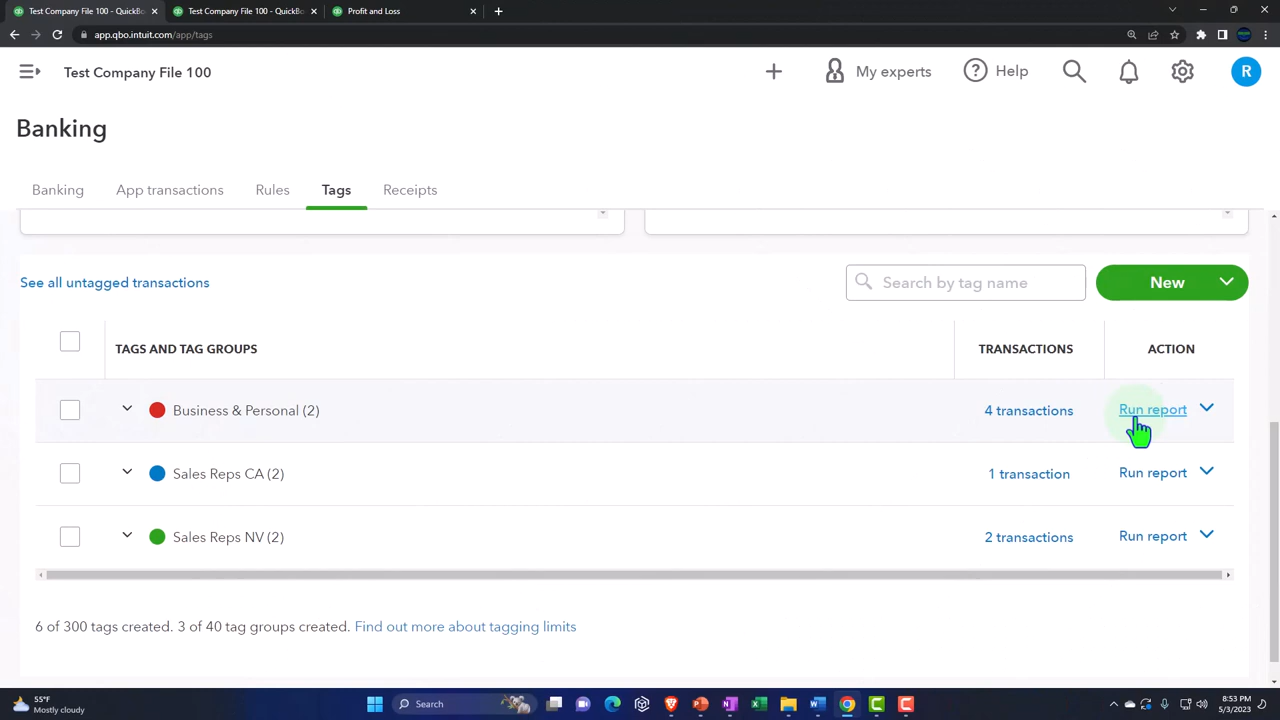 Test Company File 100 - QuickBo
Test Company File 100 - QuickBo
Profit and Loss
app.qbo.intuit.com/app/tags
Test Company File 100
My experts
Help
R
Banking
Banking
App transactions
Rules
Tags
Receipts
See all untagged transactions
Search by tag name
New
TAGS AND TAG GROUPS
TRANSACTIONS
ACTION
Business & Personal (2)
4 transactions
Run report
Sales Reps CA (2)
1 transaction
Run report
Sales Reps NV (2)
2 transactions
Run report
6 of 300 tags created. 3 of 40 tag groups created. Find out more about tagging limits
55°F
Mostly cloudy
Search
8:53 PM
5/3/2023